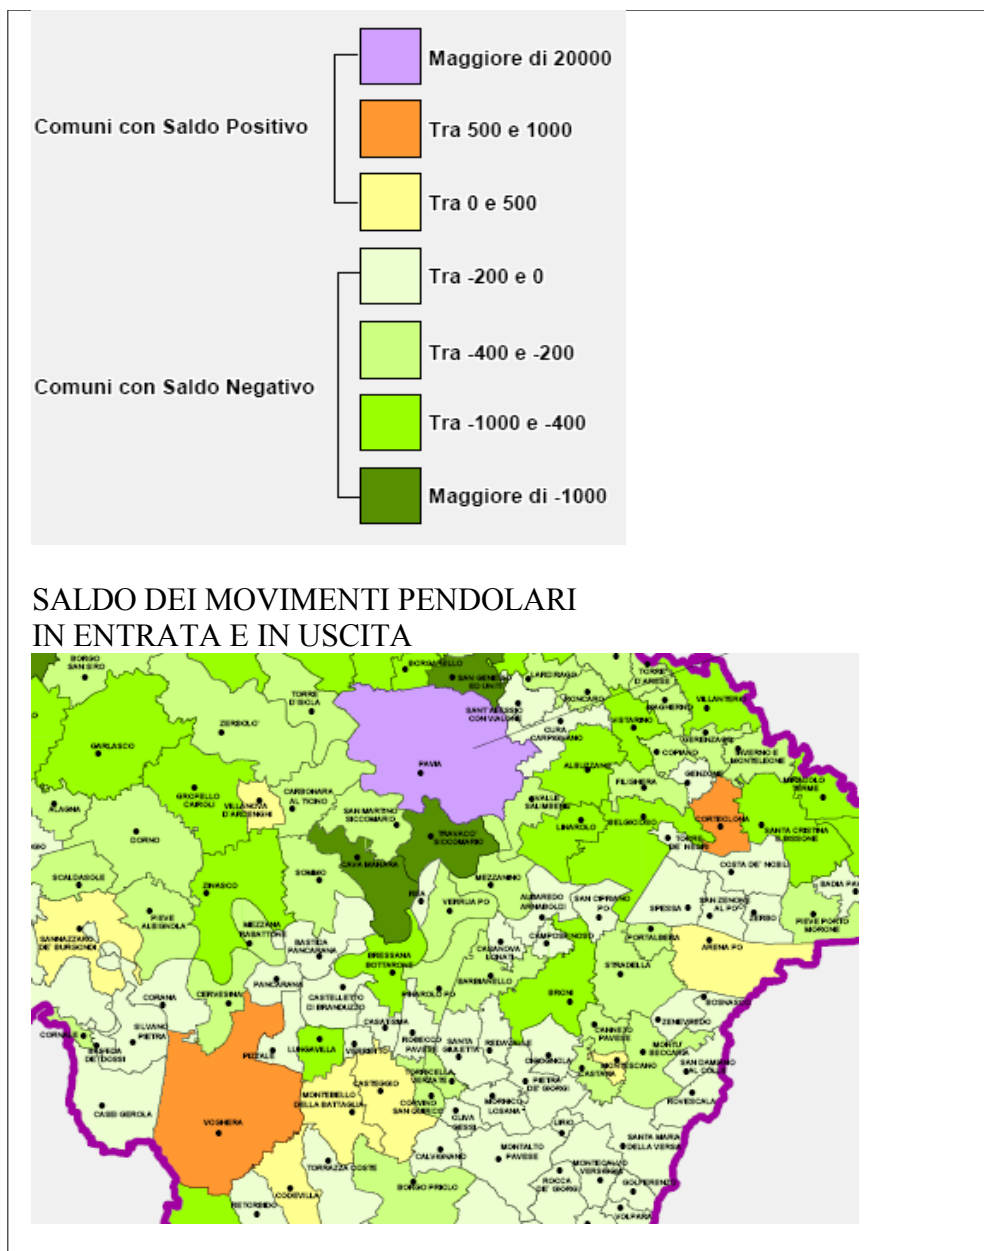 Maggiore di 20000
Comuni con Saldo Positivo
Tra 500 e 1000
Tra 0 e 500
Tra -200 e 0
Tra -400 e -200
Comuni con Saldo Negativo
Tra -1000 e -400
Maggiore di -1000
SALDO DEI MOVIMENTI PENDOLARI
IN ENTRATA E IN USCITA
BORGO
SAN SIRO
BORGARELLO
SAN GENESIO
ED UNITI
LARDIRAGO
TORRE
D'ARESE
TORRE
D'ISOLA
RONCARO
MAGHERNO
VILLANTERIO
ZERBOLO'
SANT'ALESSIO
CON VIALONE
VISTARINO
CURA
CARPIGNANO
GERENZAGO
GARLASCO
COPIANO
INVERNO E
MONTELEONE
PAVIA
ALBUZZANO
FILIGHERA
GENZONE
MIRADOLO
TERME
GROPELLO
CAIROLI
VILLANOVA
D'ARDENGHI
CARBONARA
AL TICINO
ALAGNA
SAN MARTINO
SICCOMARIO
VALLE
SALIMBENE
LINAROLO
BELGIOIOSO
CORTEOLONA
SANTA CRISTINA
E BISSONE
DORNO
TRAVACO'
SICCOMARIO
TORRE
DE' NEGRI
CAVA MANARA
COSTA DE' NOBILI
SCALDASOLE
ZINASCO
SOMMO
MEZZANINO
BADIA PA
REA
VERRUA PO
ALBAREDO
ARNABOLDI
SAN CIPRIANO
PO
SPESSA
SAN ZENONE
AL PO
ZERBO
PIEVE PORTO
MORONE
PIEVE
ALBIGNOLA
MEZZANA
RABATTONE
SANNAZZARO
DE' BURGONDI
BASTIDA
PANCARANA
CASANOVA
LONATI
CAMPOSPINOSO
PORTALBERA
ARENA PO
BRESSANA
BOTTARONE
STRADELLA
PANCARANA
BARBIANELLO
CORANA
CERVESINA
CASTELLETTO
DI BRANDUZZO
PINAROLO PO
BRONI
BOSNASCO
SILVANO
PIETRA
CASATISMA
ZENEVREDO
CORNALE
BASTIDA
DE' DOSSI
PIZZALE
LUNGAVILLA
VERRETTO
ROBECCO
PAVESE
SANTA
GIULETTA
REDAVALLE
CIGOGNOLA
CANNETO
PAVESE
MONTU'
BECCARIA
SAN DAMIANO
AL COLLE
CASTANA
MONTESCANO
CASTEGGIO
TORRICELLA
VERZATE
PIETRA
DE' GIORGI
MONTEBELLO
DELLA BATTAGLIA
CORVINO
SAN QUIRICO
MORNICO
LOSANA
ROVESCALA
CASEI GEROLA
OLIVA
GESSI
VOGHERA
LIRIO
SANTA MARIA
DELLA VERSA
CALVIGNANO
MONTALTO
PAVESE
TORRAZZA COSTE
MONTECALVO
VERSIGGIA
BORGO PRIOLO
ROCCA
DE' GIORGI
GOLFERENZO
CODEVILLA
RETORBIDO
VOLPARA